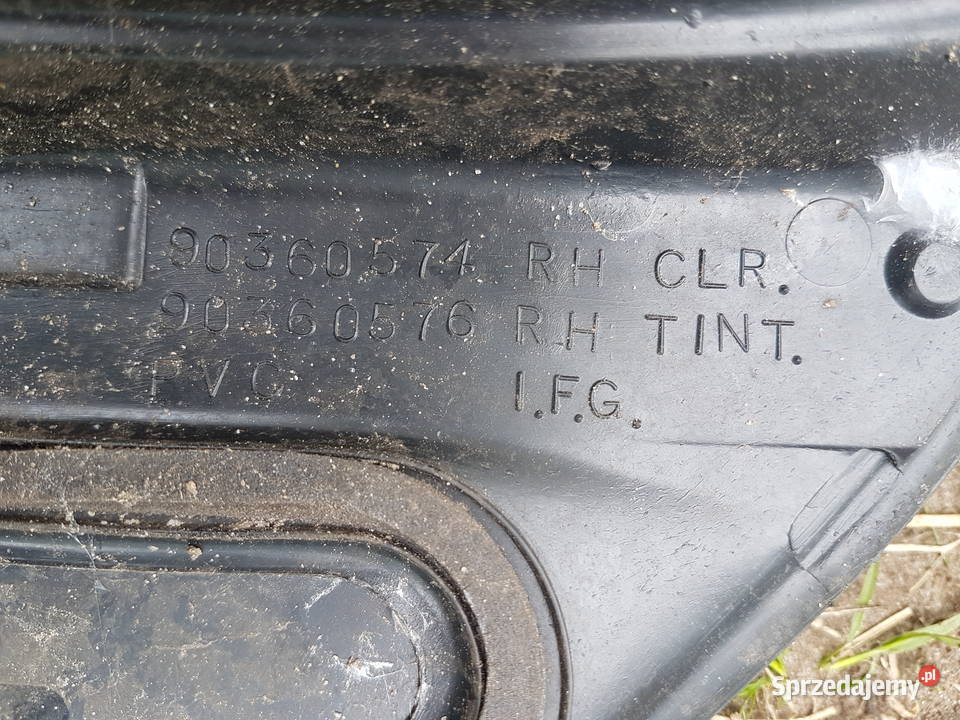 90360574 RH CLR.
90360576 RH TINT.
PVC I.F.G.
Sprzedajemy.pl